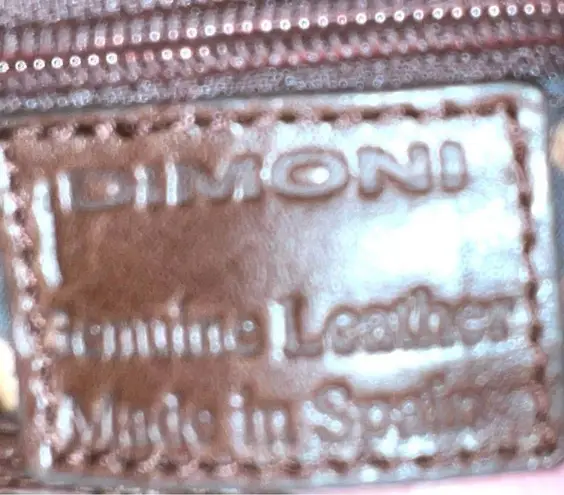 DIMONI
Genuine Leather
Made in Spain